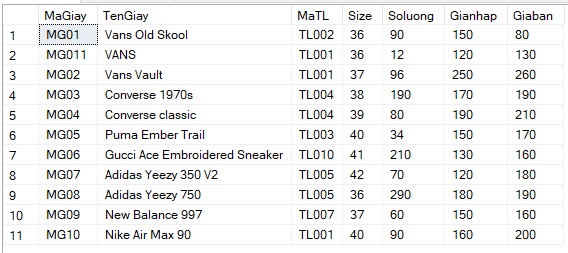 MaGiay TenGiay MaTL Size Soluong Gianhap Giaban
1 MG01 Vans Old Skool TL002 36 90 150 80
2 MG011 VANS TL001 36 12 120 130
3 MG02 Vans Vault TL001 37 96 250 260
4 MG03 Converse 1970s TL004 38 190 170 190
5 MG04 Converse classic TL004 39 80 190 210
6 MG05 Puma Ember Trail TL003 40 34 150 170
7 MG06 Gucci Ace Embroidered Sneaker TL010 41 210 130 160
8 MG07 Adidas Yeezy 350 V2 TL005 42 70 120 180
9 MG08 Adidas Yeezy 750 TL005 36 290 180 190
10 MG09 New Balance 997 TL007 37 60 150 160
11 MG10 Nike Air Max 90 TL001 40 90 160 200